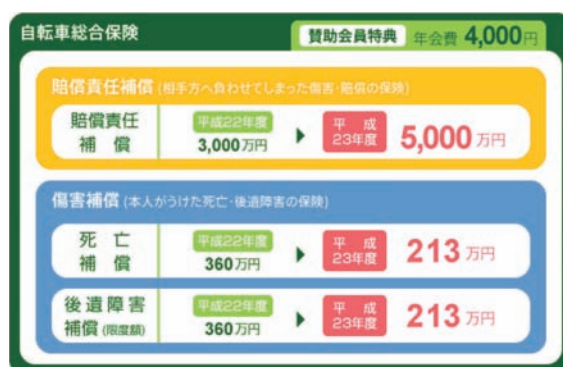 自転車総合保険
賛助会員特典 年会費 4,000円
賠償責任補償 (相手方へ負わせてしまった傷害・賠償の保険)
賠償責任
補償
平成22年度
3,000万円
平成
23年度
5,000万円
傷害補償 (本人がうけた死亡・後遺障害の保険)
死亡
補償
平成22年度
360万円
平成
23年度
213万円
後遺障害
補償 (限度額)
平成22年度
360万円
平成
23年度
213万円